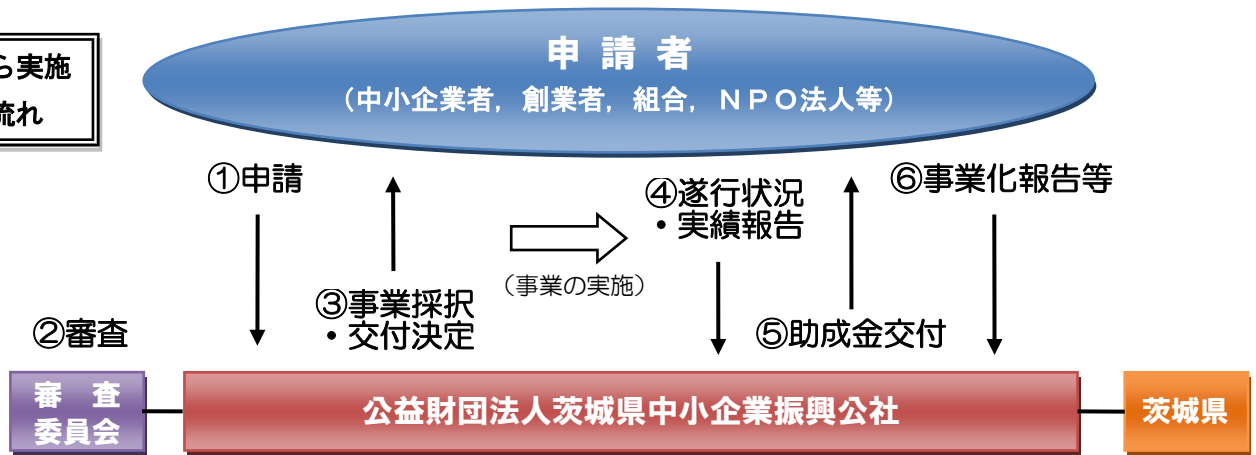 ら実施
流れ
申 請 者
（中小企業者，創業者，組合，ＮＰＯ法人等）
①申請
④遂行状況
・実績報告
⑥事業化報告等
（事業の実施）
③事業採択
・交付決定
②審査
⑤助成金交付
審 査
委員会
公益財団法人茨城県中小企業振興公社
茨城県